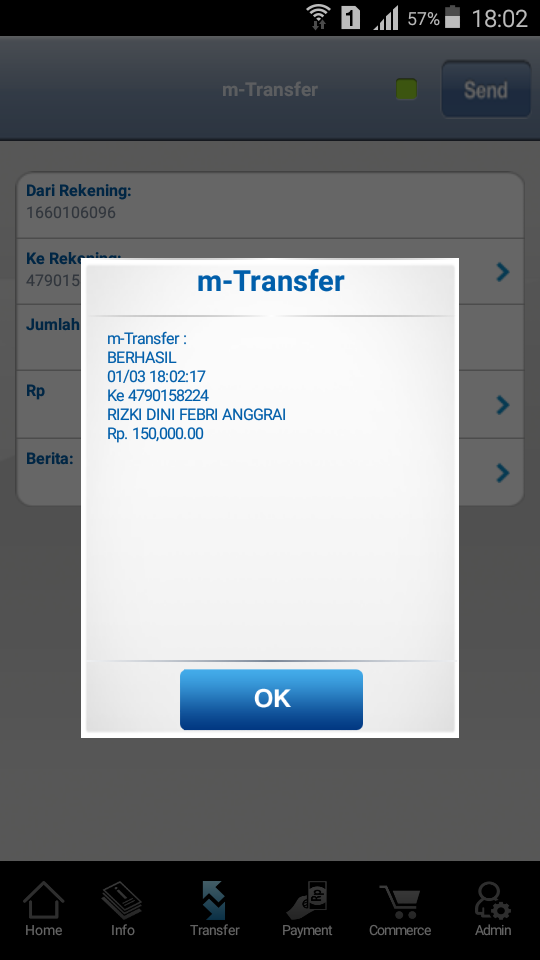 1
57%
18:02
m-Transfer
Send
Dari Rekening:
1660106096
Ke Rekening:
479015
Jumlah
Rp
Berita:
m-Transfer
m-Transfer :
BERHASIL
01/03 18:02:17
Ke 4790158224
RIZKI DINI FEBRI ANGGRAI
Rp. 150,000.00
OK
Home
Info
Transfer
Payment
Commerce
Admin